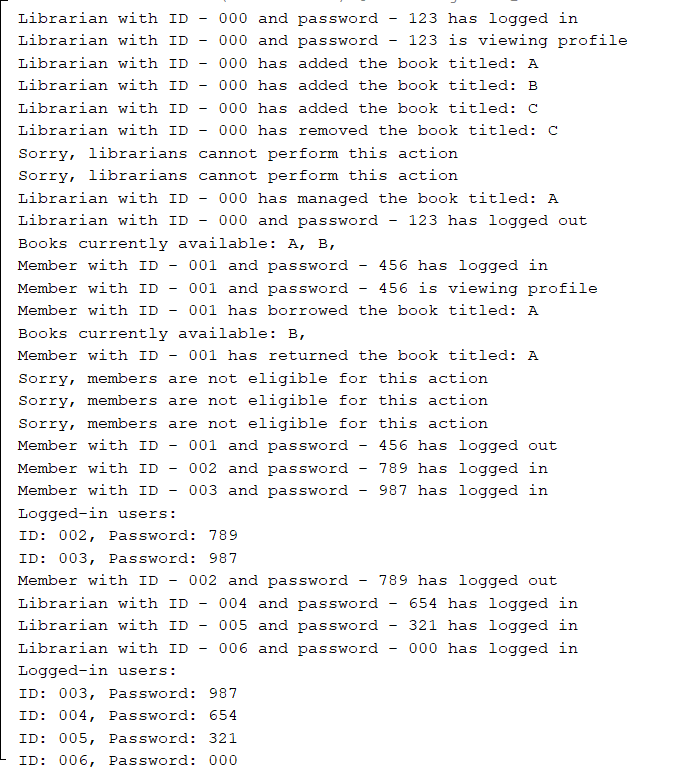 Librarian with ID - 000 and password - 123 has logged in
Librarian with ID - 000 and password - 123 is viewing profile
Librarian with ID - 000 has added the book titled: A
Librarian with ID - 000 has added the book titled: B
Librarian with ID - 000 has added the book titled: C
Librarian with ID - 000 has removed the book titled: C
Sorry, librarians cannot perform this action
Sorry, librarians cannot perform this action
Librarian with ID - 000 has managed the book titled: A
Librarian with ID - 000 and password - 123 has logged out
Books currently available: A, B,
Member with ID - 001 and password - 456 has logged in
Member with ID - 001 and password - 456 is viewing profile
Member with ID - 001 has borrowed the book titled: A
Books currently available: B,
Member with ID - 001 has returned the book titled: A
Sorry, members are not eligible for this action
Sorry, members are not eligible for this action
Sorry, members are not eligible for this action
Member with ID - 001 and password - 456 has logged out
Member with ID - 002 and password - 789 has logged in
Member with ID - 003 and password - 987 has logged in
Logged-in users:
ID: 002, Password: 789
ID: 003, Password: 987
Member with ID - 002 and password - 789 has logged out
Librarian with ID - 004 and password - 654 has logged in
Librarian with ID - 005 and password - 321 has logged in
Librarian with ID - 006 and password - 000 has logged in
Logged-in users:
ID: 003, Password: 987
ID: 004, Password: 654
ID: 005, Password: 321
ID: 006, Password: 000